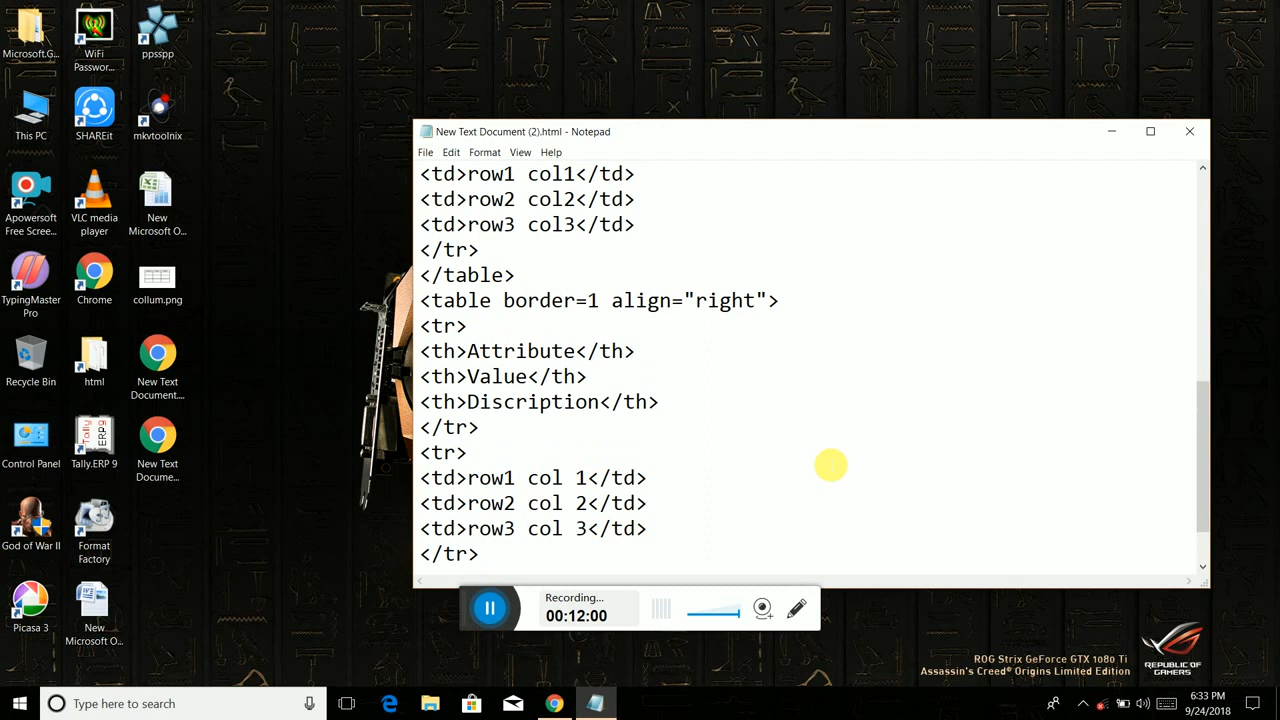 Microsoft.G...
WiFi
Passwor...
ppsspp
This PC
SHAREit
mkvtoolnix
Apowersoft
Free Scree...
VLC media
player
New
Microsoft O...
TypingMaster
Pro
Chrome
collum.png
Recycle Bin
html
New Text
Document....
Control Panel
Tally.ERP 9
New Text
Docume...
God of War II
Format
Factory
Picasa 3
New
Microsoft O...
New Text Document (2).html - Notepad
File Edit Format View Help
<td>row1 col1</td>
<td>row2 col2</td>
<td>row3 col3</td>
</tr>
</table>
<table border=1 align="right">
<tr>
<th>Attribute</th>
<th>Value</th>
<th>Discription</th>
</tr>
<tr>
<td>row1 col 1</td>
<td>row2 col 2</td>
<td>row3 col 3</td>
</tr>
Recording...
00:12:00
ROG Strix GeForce GTX 1080 Ti
Assassin's Creed® Origins Limited Edition
REPUBLIC OF
GAMERS
Type here to search
6:33 PM
9/24/2018